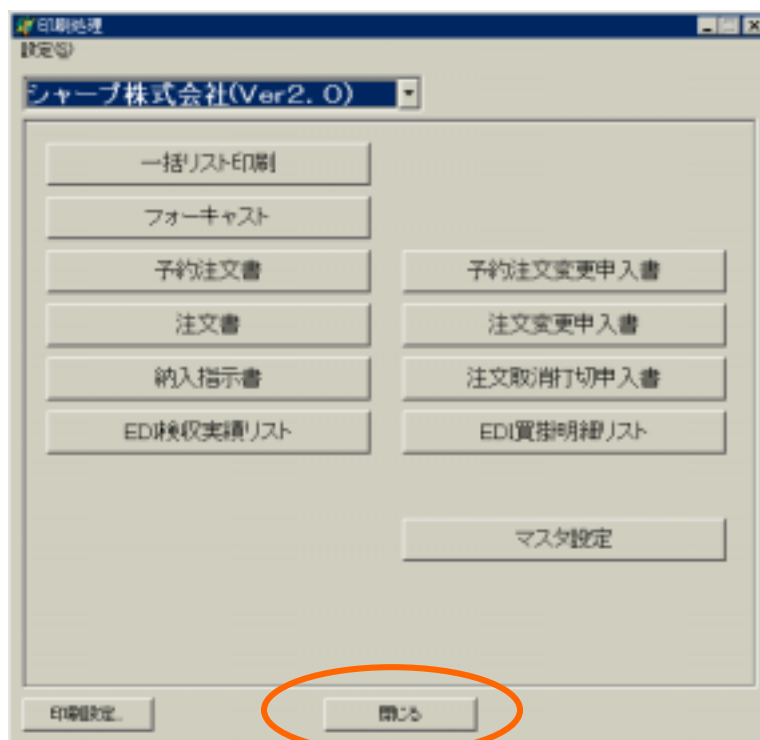 印刷処理
設定(S)
シャープ株式会社(Ver2.0)
一括リスト印刷
フォーキャスト
予約注文書
予約注文変更申入書
注文書
注文変更申入書
納入指示書
注文取消打切申入書
EDI検収実績リスト
EDI買掛明細リスト
マスタ設定
印刷設定...
閉じる